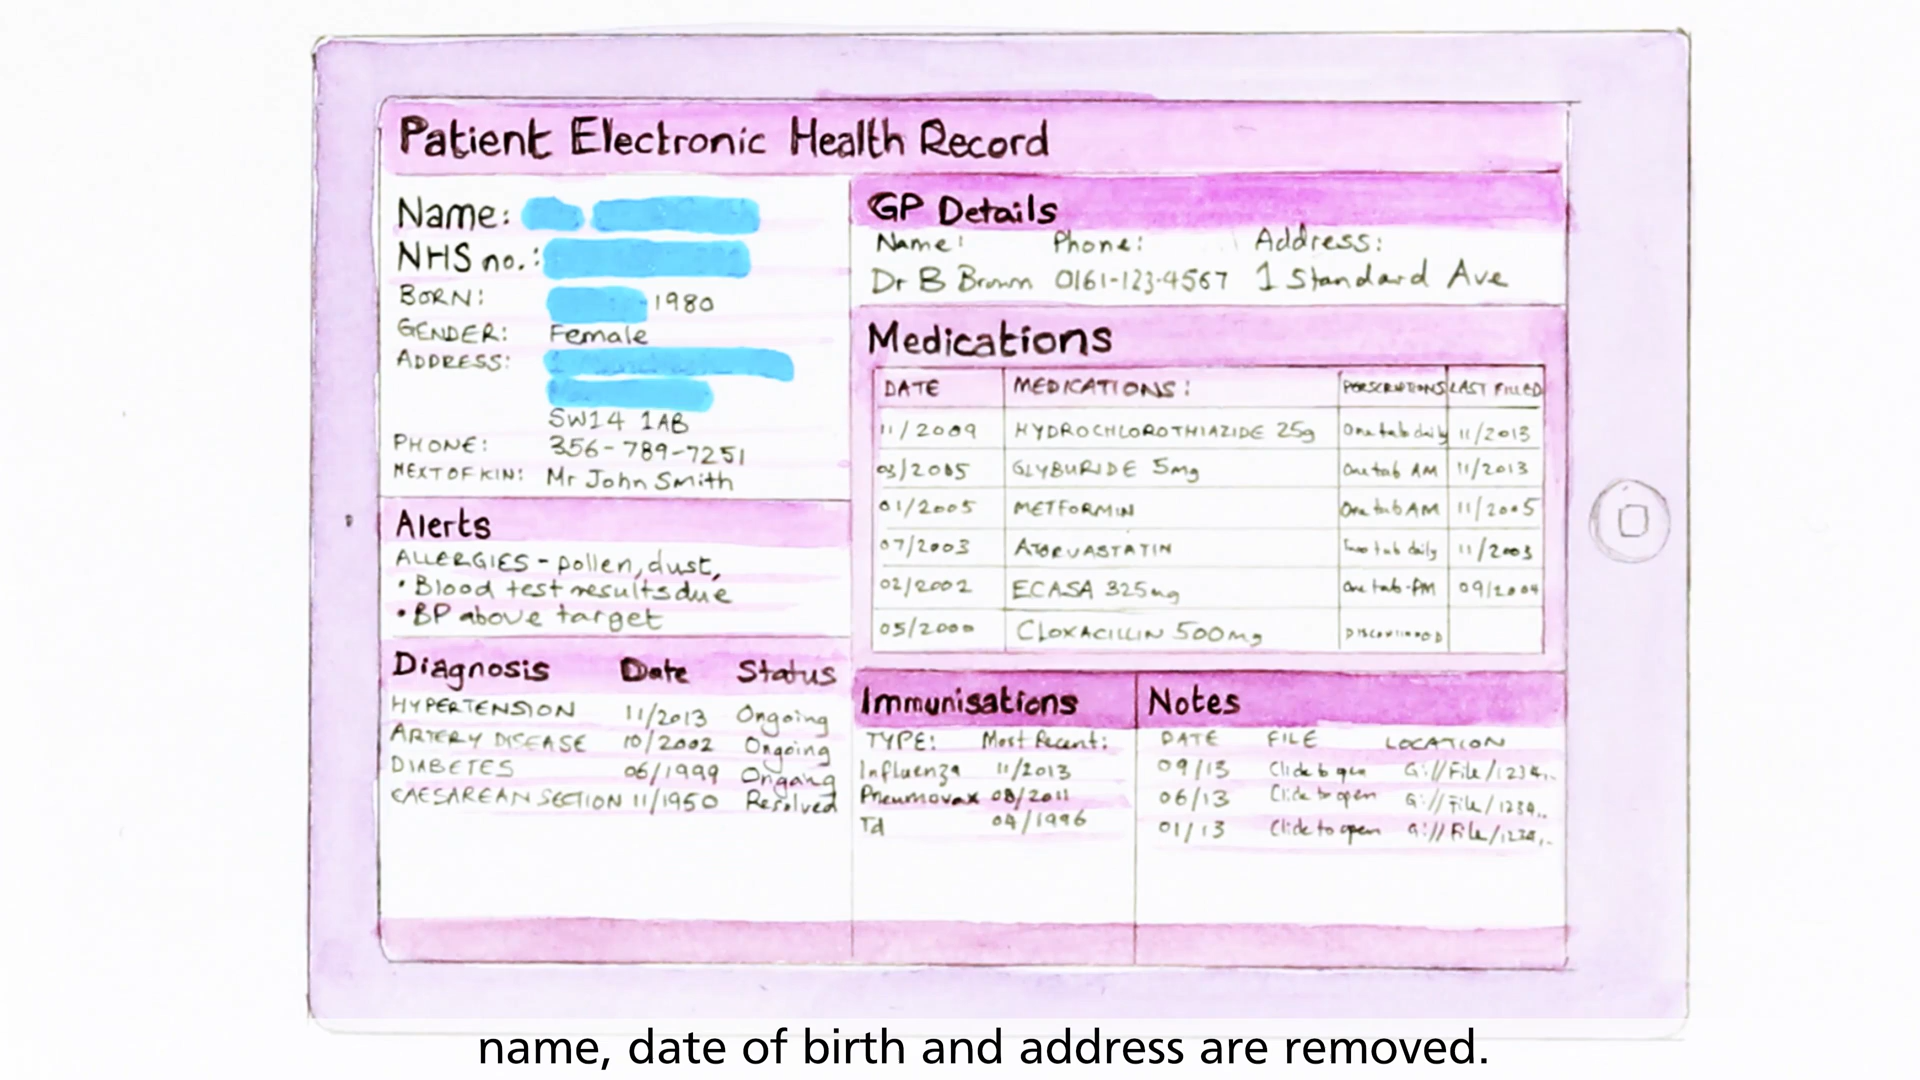 Patient Electronic Health Record
Name:
NHS no.:
BORN: 1980
GENDER: Female
ADDRESS:
SW14 1AB
PHONE: 356-789-7251
NEXT OF KIN: Mr John Smith
Alerts
ALLERGIES - pollen, dust,
• Blood test results due
• BP above target
Diagnosis Date Status
HYPERTENSION 11/2013 Ongoing
ARTERY DISEASE 10/2002 Ongoing
DIABETES 06/1999 Ongoing
CAESAREAN SECTION 11/1950 Resolved
GP Details
Name: Phone: Address:
Dr B Brown 0161-123-4567 1 Standard Ave
Medications
DATE MEDICATIONS: PERSCRIPTIONS LAST FILLED
11/2009 HYDROCHLOROTHIAZIDE 25g One tab daily 11/2013
03/2005 GLYBURIDE 5mg One tab AM 11/2013
01/2005 METFORMIN One tab AM 11/2005
07/2003 ATORVASTATIN tab daily 11/2003
02/2002 ECASA 325mg One tab-PM 09/2004
05/2000 CLOXACILLIN 500mg
Immunisations
TYPE: Most Recent:
Influenza 11/2013
Pneumovax 08/2011
Td 04/1996
Notes
DATE FILE LOCATION
09/13 Click to open G://File/1234..
06/13 Click to open G://File/1234..
01/13 Click to open G://File/1234..
name, date of birth and address are removed.